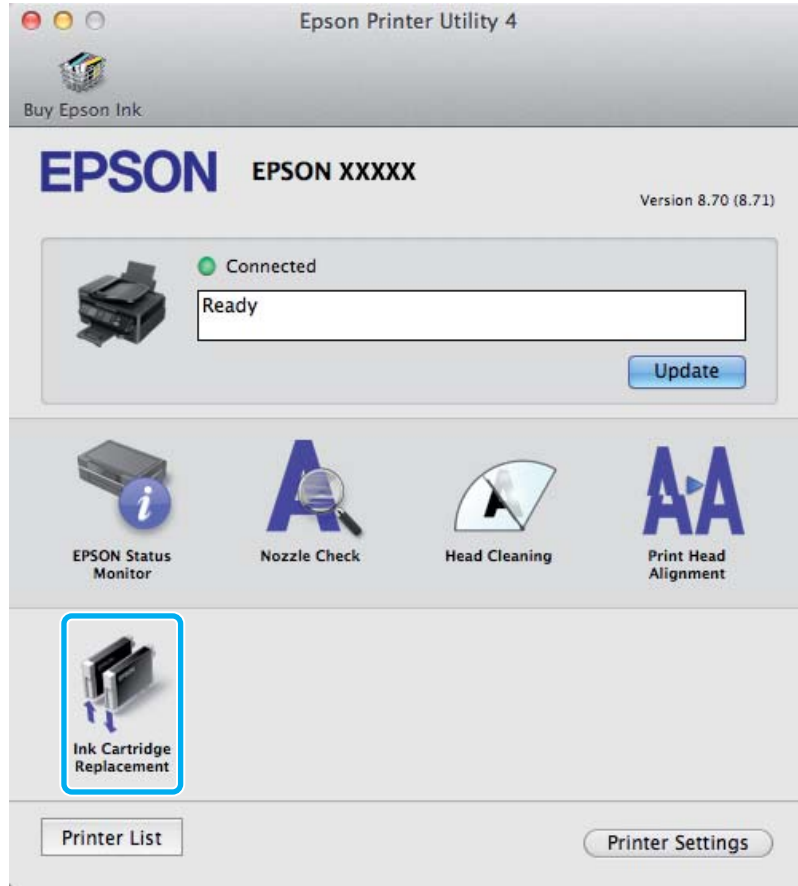 Epson Printer Utility 4
Buy Epson Ink
EPSON
EPSON XXXXX
Version 8.70 (8.71)
Connected
Ready
Update
EPSON Status
Monitor
Nozzle Check
Head Cleaning
Print Head
Alignment
Ink Cartridge
Replacement
Printer List
Printer Settings